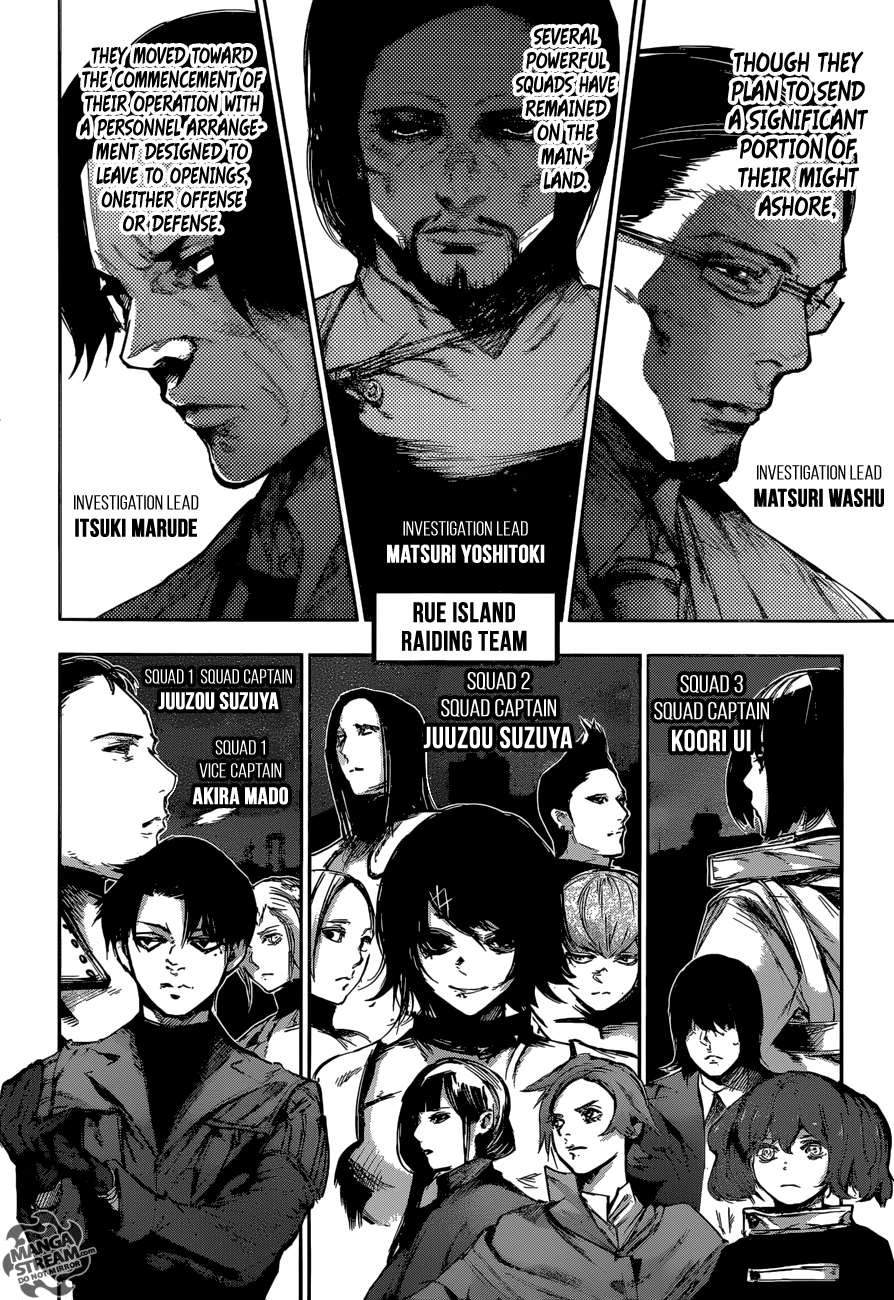 THOUGH THEY
PLAN TO SEND
A SIGNIFICANT
PORTION OF,
THEIR MIGHT
ASHORE,
SEVERAL
POWERFUL
SQUADS HAVE
REMAINED
ON THE
MAIN-
LAND.
THEY MOVED TOWARD
THE COMMENCEMENT OF
THEIR OPERATION WITH
A PERSONNEL ARRANGE-
MENT DESIGNED TO
LEAVE TO OPENINGS,
ONEITHER OFFENSE
OR DEFENSE.
INVESTIGATION LEAD
MATSURI WASHU
INVESTIGATION LEAD
MATSURI YOSHITOKI
INVESTIGATION LEAD
ITSUKI MARUDE
RUE ISLAND
RAIDING TEAM
SQUAD 1 SQUAD CAPTAIN
JUUZOU SUZUYA
SQUAD 1
VICE CAPTAIN
AKIRA MADO
SQUAD 2
SQUAD CAPTAIN
JUUZOU SUZUYA
SQUAD 3
SQUAD CAPTAIN
KOORI UI
MANGA
STREAM.com
DO NOT MIRROR!